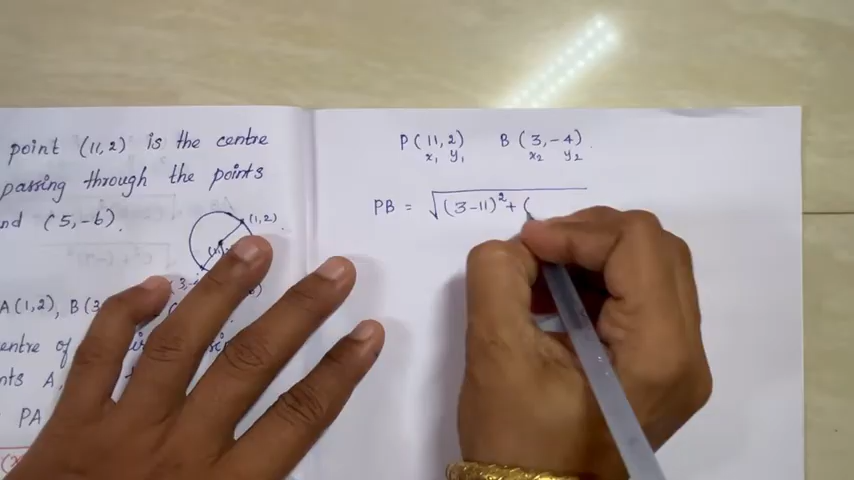 point (11,2) is the centre
passing through the points
nd (5,-6).
(1,2)
A(1,2), B(3
entre of
nts A,
PA
P(11,2) B(3,-4).
x₁ y₁ x₂ y₂
PB = √(3-11)²+(